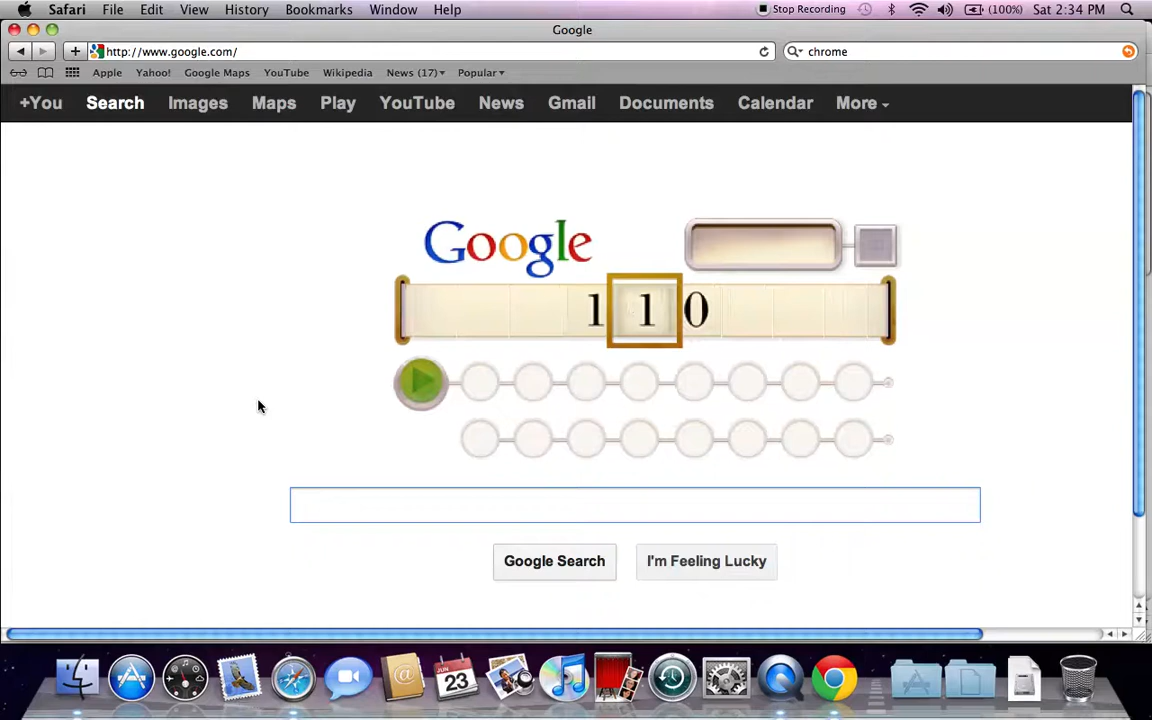 Safari File Edit View History Bookmarks Window Help Stop Recording (100%) Sat 2:34 PM
Google
http://www.google.com/ chrome
Apple Yahoo! Google Maps YouTube Wikipedia News (17) Popular
+You Search Images Maps Play YouTube News Gmail Documents Calendar More
Google
1 1 0
Google Search I'm Feeling Lucky
JUN
23